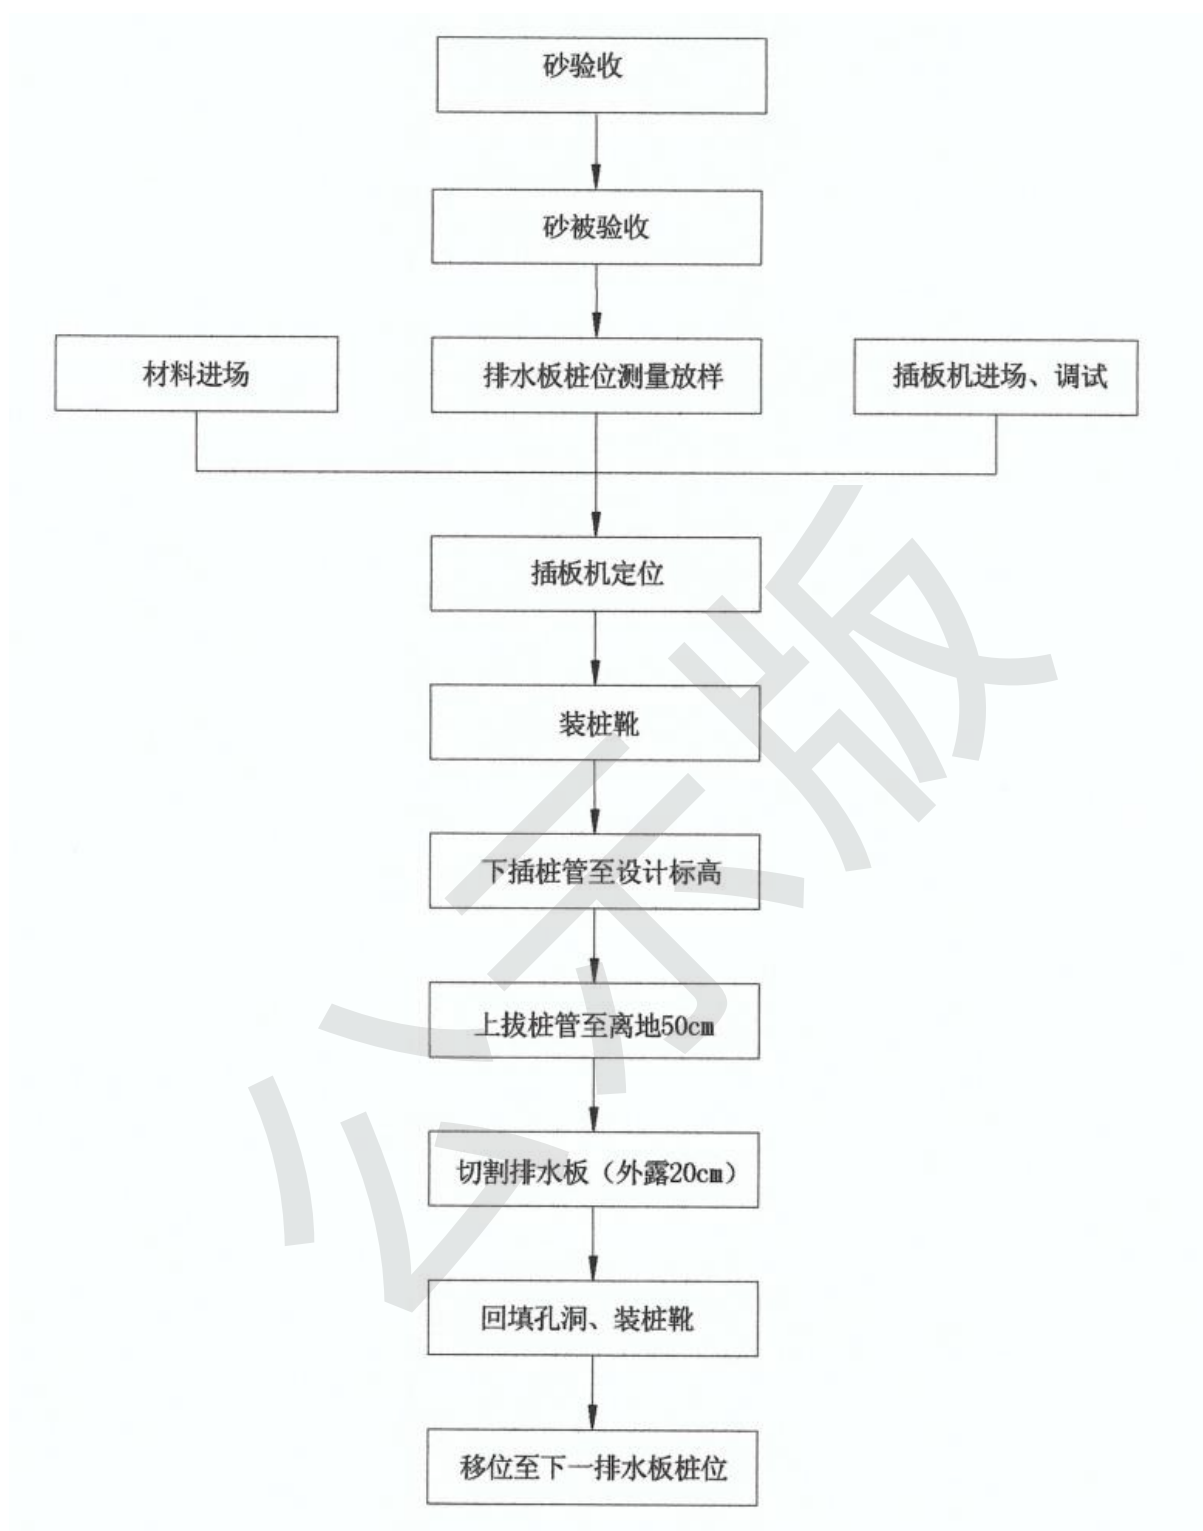 砂验收
砂被验收
材料进场
排水板桩位测量放样
插板机进场、调试
插板机定位
装桩靴
下插桩管至设计标高
上拔桩管至离地50cm
切割排水板（外露20cm）
回填孔洞、装桩靴
移位至下一排水板桩位
公示版